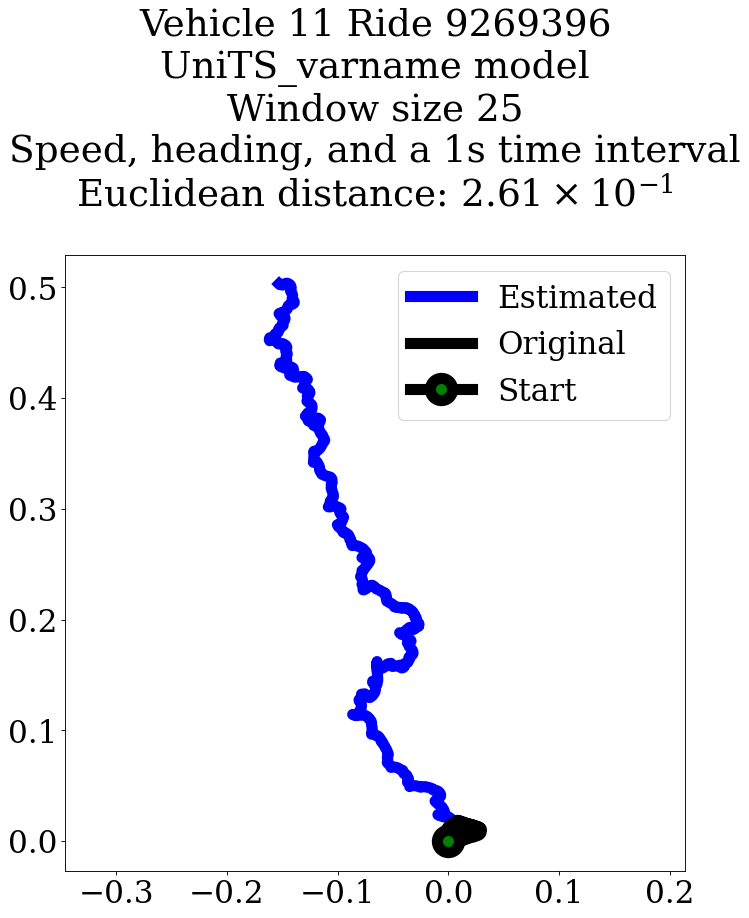 Vehicle 11 Ride 9269396
UniTS_varname model
Window size 25
Speed, heading, and a 1s time interval
Euclidean distance: 2.61 × 10⁻¹
Estimated
Original
Start
0.5
0.4
0.3
0.2
0.1
0.0
−0.3 −0.2 −0.1 0.0 0.1 0.2